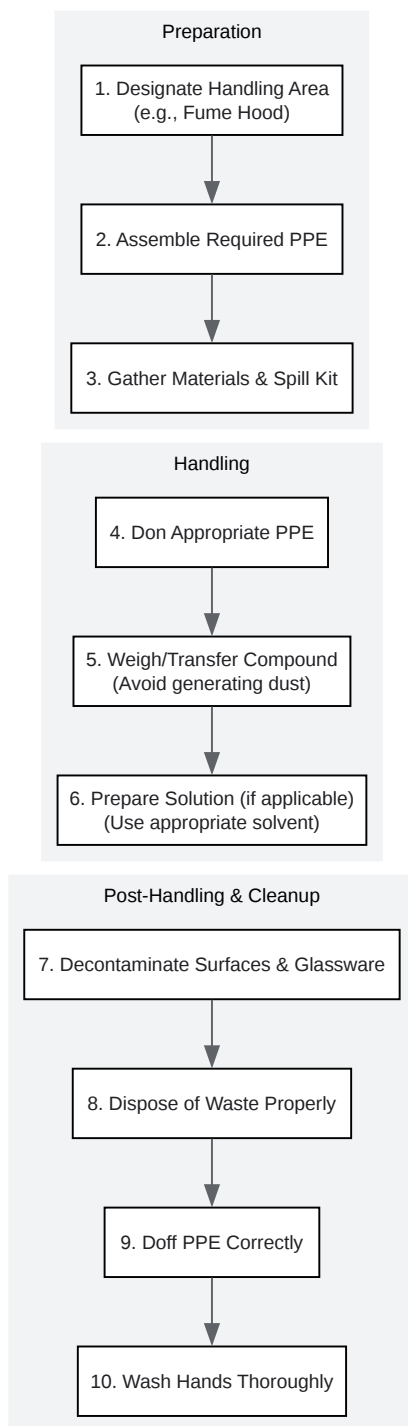 Preparation
1. Designate Handling Area
(e.g., Fume Hood)
2. Assemble Required PPE
3. Gather Materials & Spill Kit
Handling
4. Don Appropriate PPE
5. Weigh/Transfer Compound
(Avoid generating dust)
6. Prepare Solution (if applicable)
(Use appropriate solvent)
Post-Handling & Cleanup
7. Decontaminate Surfaces & Glassware
8. Dispose of Waste Properly
9. Doff PPE Correctly
10. Wash Hands Thoroughly